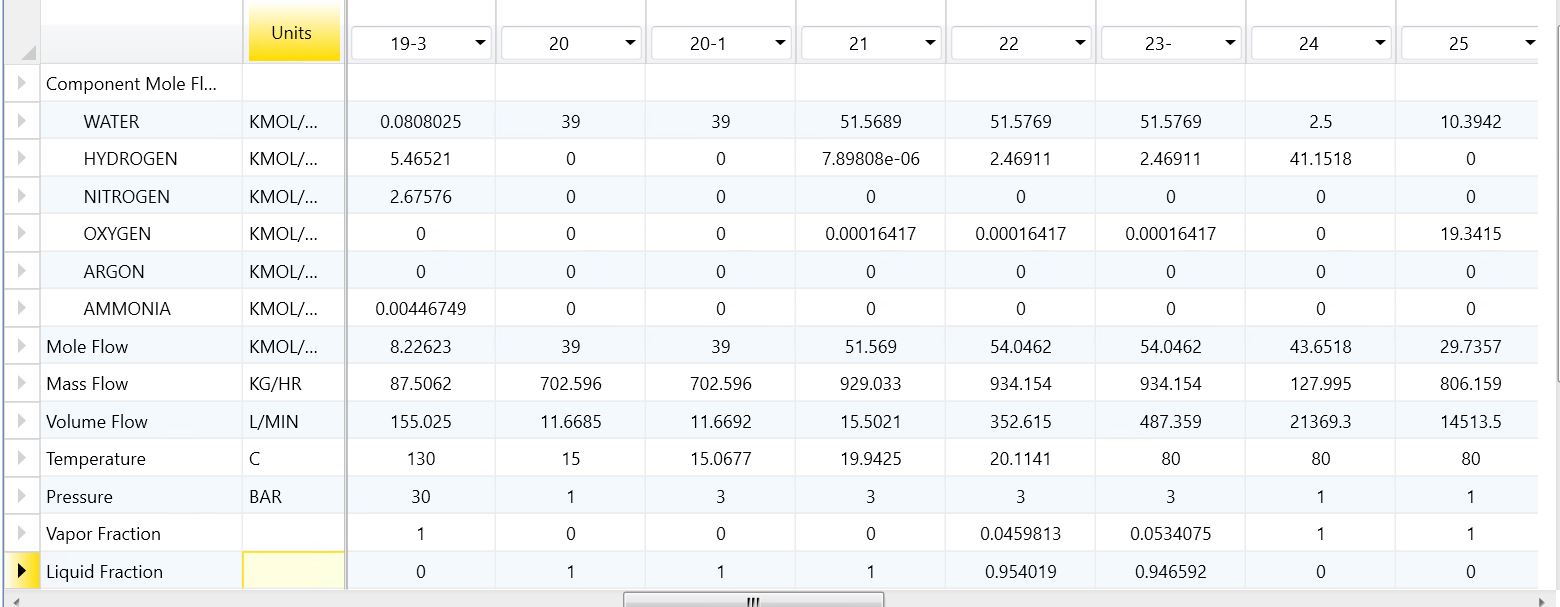 Units 19-3 20 20-1 21 22 23- 24 25
Component Mole Fl...
WATER KMOL/... 0.0808025 39 39 51.5689 51.5769 51.5769 2.5 10.3942
HYDROGEN KMOL/... 5.46521 0 0 7.89808e-06 2.46911 2.46911 41.1518 0
NITROGEN KMOL/... 2.67576 0 0 0 0 0 0 0
OXYGEN KMOL/... 0 0 0 0.00016417 0.00016417 0.00016417 0 19.3415
ARGON KMOL/... 0 0 0 0 0 0 0 0
AMMONIA KMOL/... 0.00446749 0 0 0 0 0 0 0
Mole Flow KMOL/... 8.22623 39 39 51.569 54.0462 54.0462 43.6518 29.7357
Mass Flow KG/HR 87.5062 702.596 702.596 929.033 934.154 934.154 127.995 806.159
Volume Flow L/MIN 155.025 11.6685 11.6692 15.5021 352.615 487.359 21369.3 14513.5
Temperature C 130 15 15.0677 19.9425 20.1141 80 80 80
Pressure BAR 30 1 3 3 3 3 1 1
Vapor Fraction 1 0 0 0 0.0459813 0.0534075 1 1
Liquid Fraction 0 1 1 1 0.954019 0.946592 0 0